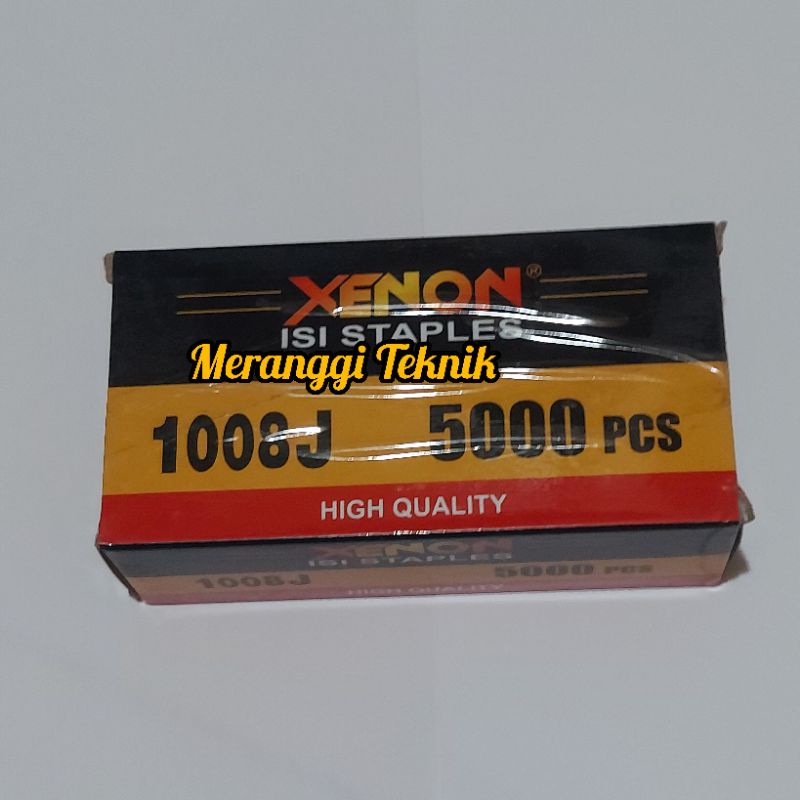 XENON®
ISI STAPLES
Meranggi Teknik
1008J 5000 PCS
HIGH QUALITY
XENON
ISI STAPLES
1008J 5000 PCS
HIGH QUALITY